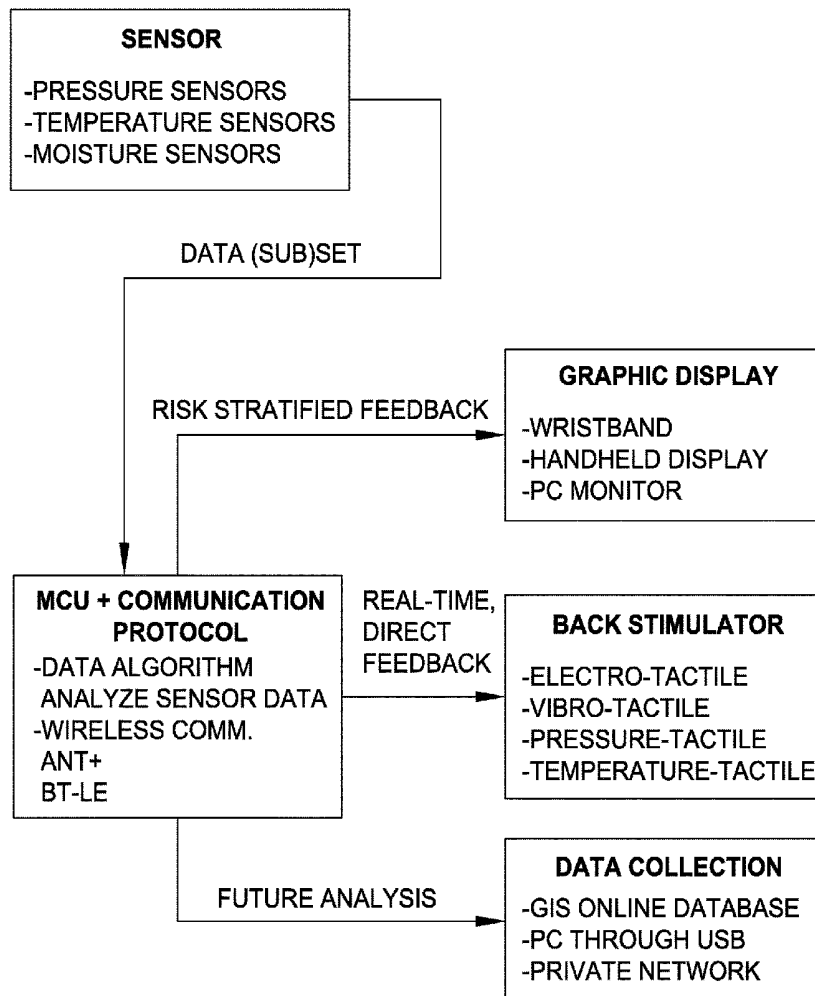 SENSOR
-PRESSURE SENSORS
-TEMPERATURE SENSORS
-MOISTURE SENSORS
DATA (SUB)SET
RISK STRATIFIED FEEDBACK
GRAPHIC DISPLAY
-WRISTBAND
-HANDHELD DISPLAY
-PC MONITOR
MCU + COMMUNICATION
PROTOCOL
-DATA ALGORITHM
ANALYZE SENSOR DATA
-WIRELESS COMM.
ANT+
BT-LE
REAL-TIME,
DIRECT
FEEDBACK
BACK STIMULATOR
-ELECTRO-TACTILE
-VIBRO-TACTILE
-PRESSURE-TACTILE
-TEMPERATURE-TACTILE
FUTURE ANALYSIS
DATA COLLECTION
-GIS ONLINE DATABASE
-PC THROUGH USB
-PRIVATE NETWORK